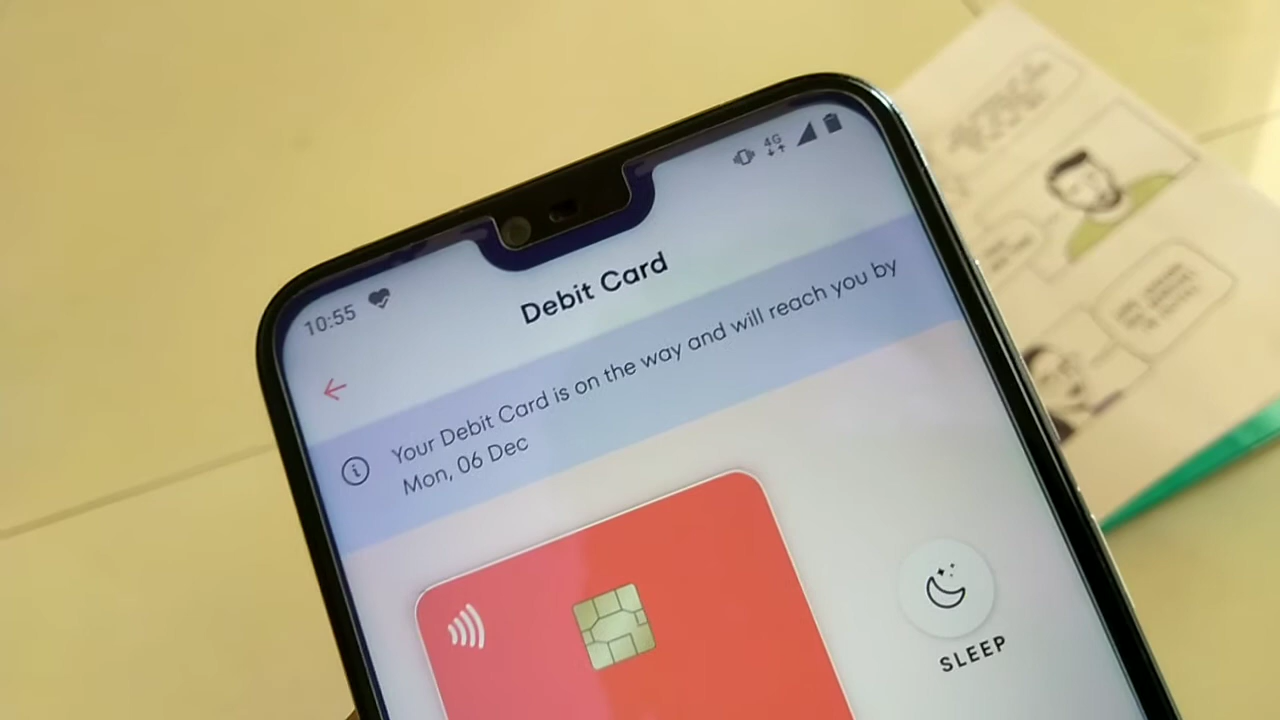 10:55
4G
Debit Card
Your Debit Card is on the way and will reach you by
Mon, 06 Dec
SLEEP